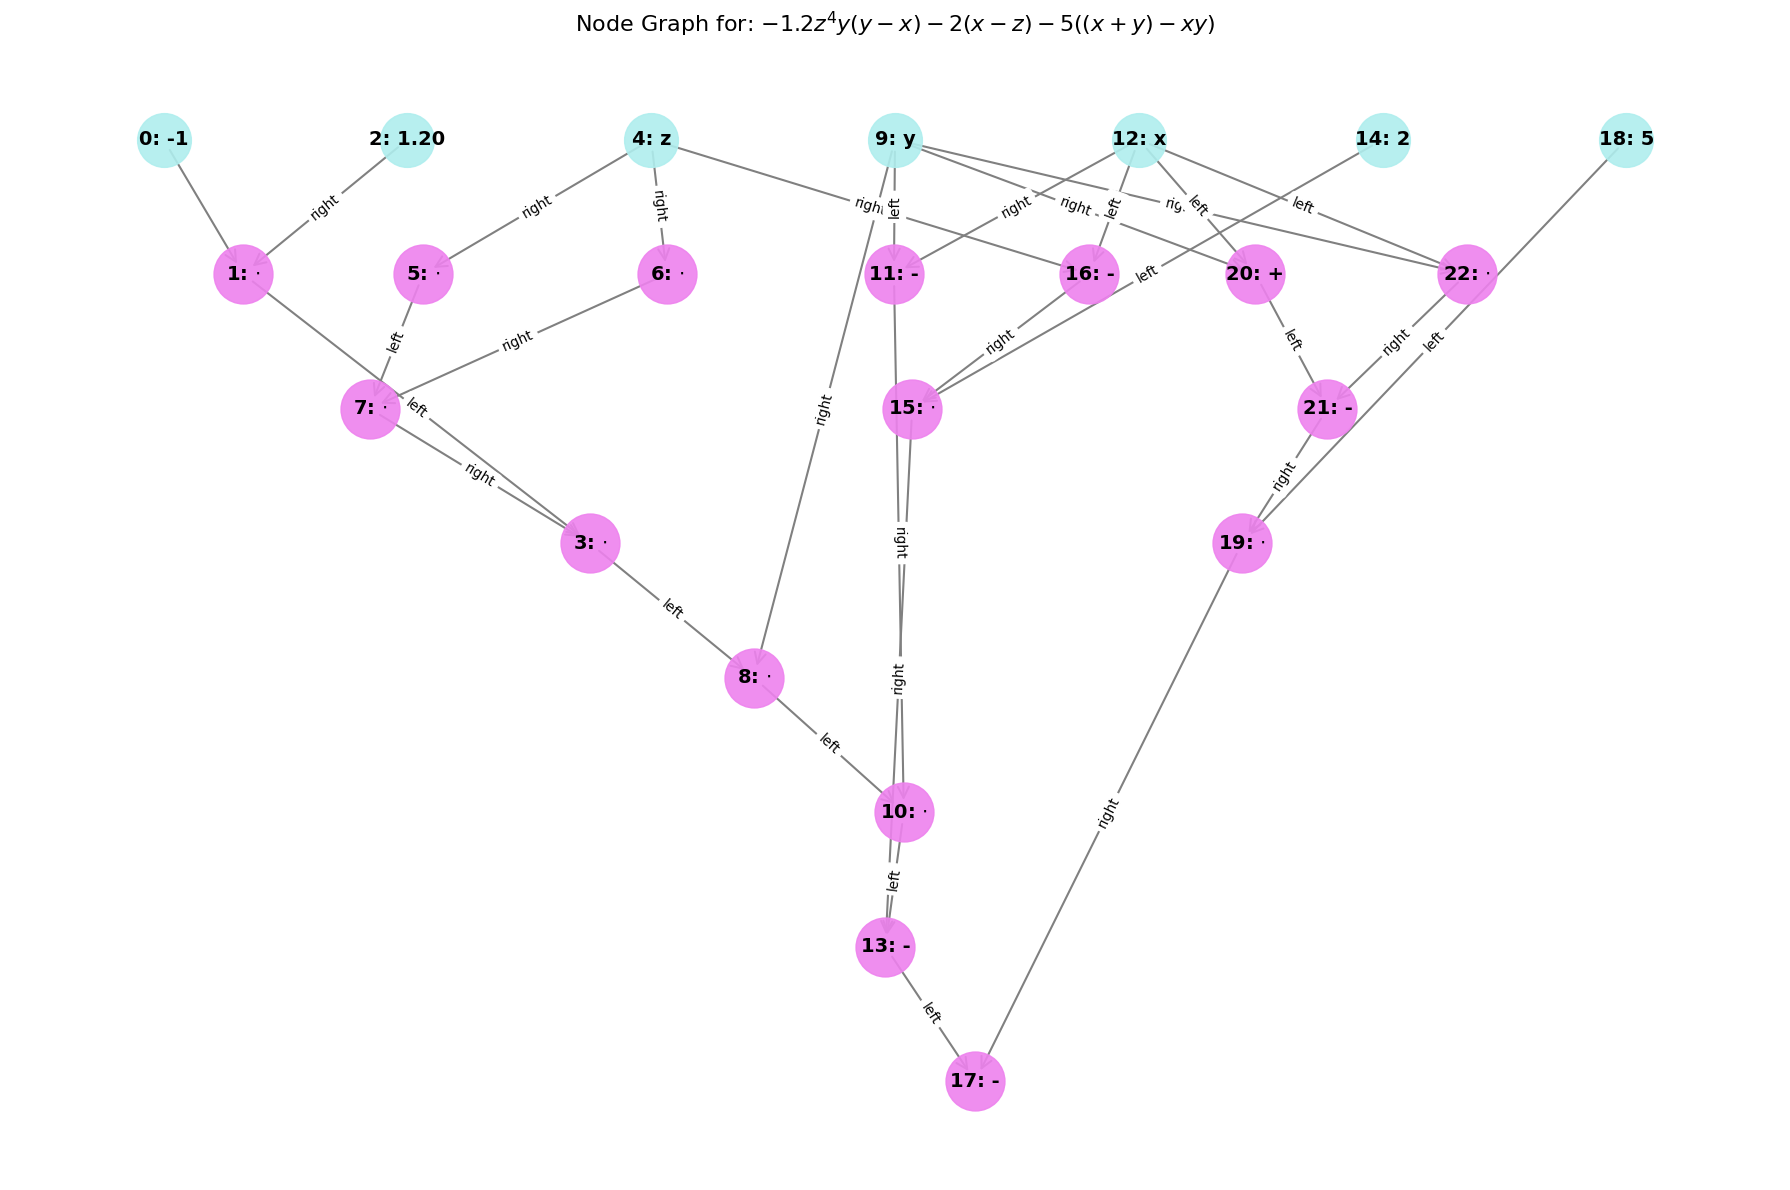 Node Graph for: −1.2z⁴y(y − x) − 2(x − z) − 5((x + y) − xy)
0: -1
2: 1.20
4: z
9: y
12: x
14: 2
18: 5
right
right
right
right
left
right
left
right
left
left
1: ·
5: ·
6: ·
11: -
16: -
20: +
22: ·
left
left
right
right
left
right
left
7: ·
left
right
15: ·
21: -
right
right
3: ·
right
19: ·
left
right
8: ·
left
10: ·
right
left
13: -
left
17: -